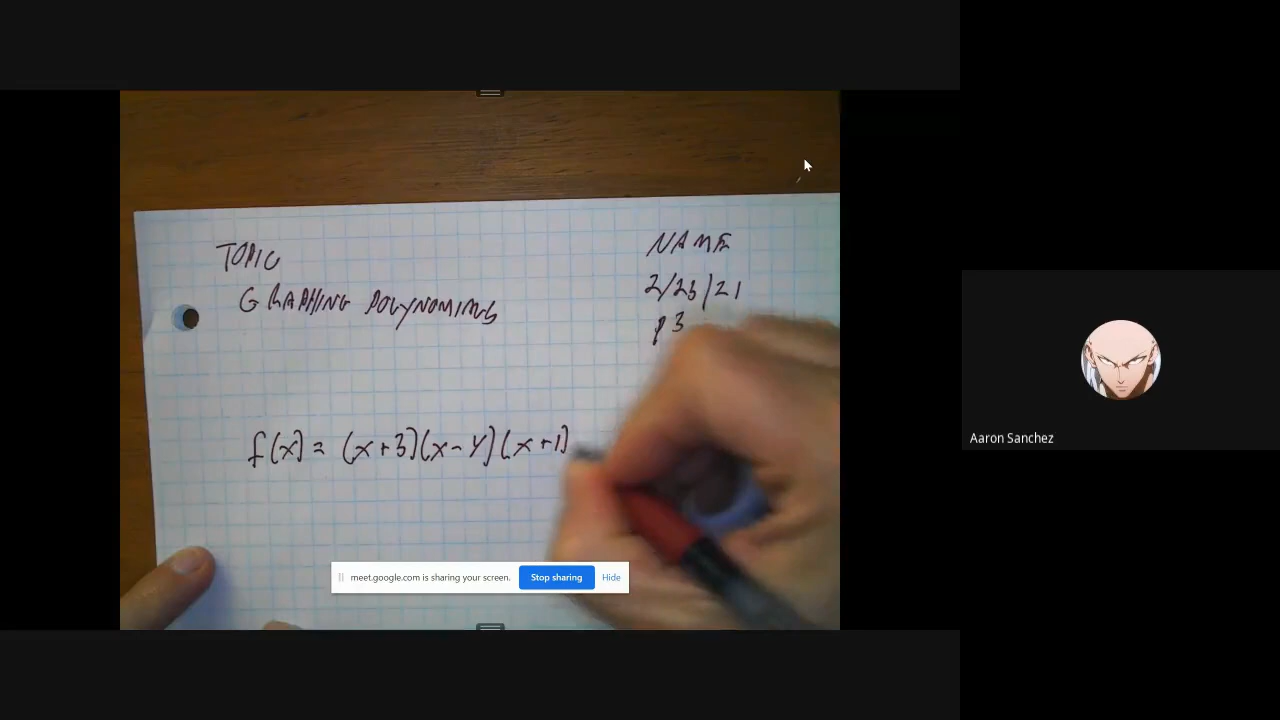 TOPIC
GRAPHING POLYNOMIALS
NAME
2/23/21
P3
f(x) = (x+3)(x-4)(x+1)
meet.google.com is sharing your screen. Stop sharing Hide
Aaron Sanchez